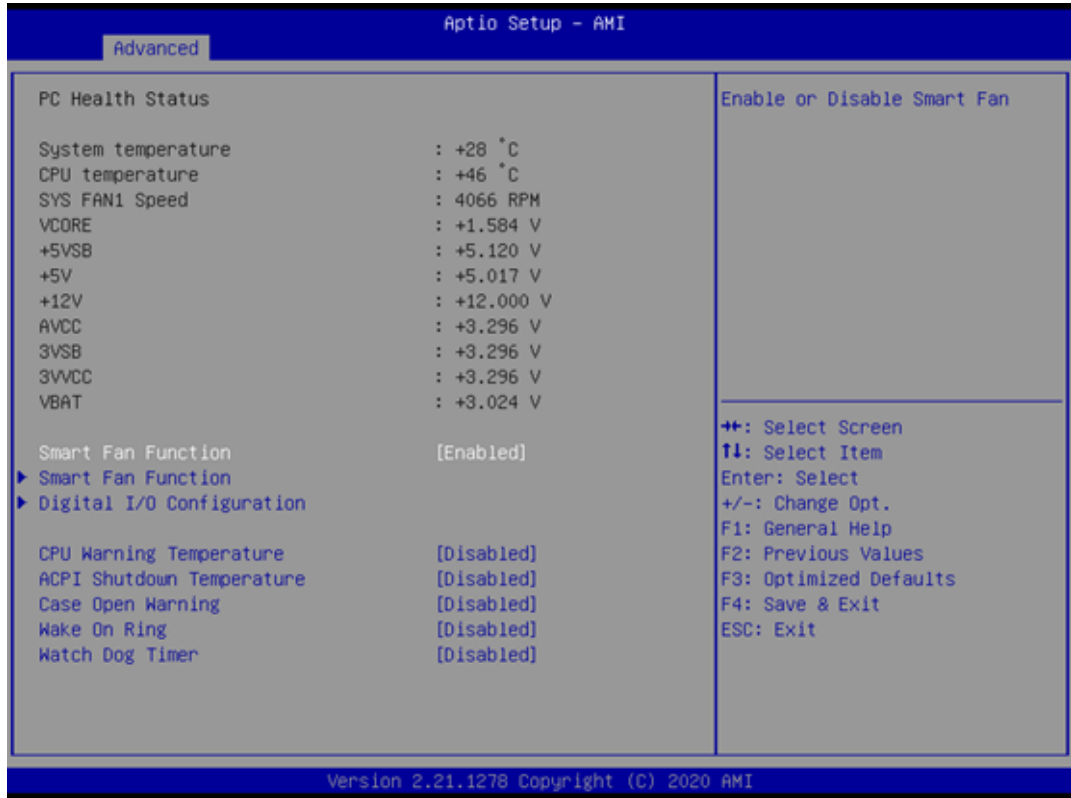 Aptio Setup – AMI
Advanced
PC Health Status
System temperature : +28 °C
CPU temperature : +46 °C
SYS FAN1 Speed : 4066 RPM
VCORE : +1.584 V
+5VSB : +5.120 V
+5V : +5.017 V
+12V : +12.000 V
AVCC : +3.296 V
3VSB : +3.296 V
3VVCC : +3.296 V
VBAT : +3.024 V
Smart Fan Function [Enabled]
Smart Fan Function
Digital I/O Configuration
CPU Warning Temperature [Disabled]
ACPI Shutdown Temperature [Disabled]
Case Open Warning [Disabled]
Wake On Ring [Disabled]
Watch Dog Timer [Disabled]
Enable or Disable Smart Fan
→←: Select Screen
↑↓: Select Item
Enter: Select
+/-: Change Opt.
F1: General Help
F2: Previous Values
F3: Optimized Defaults
F4: Save & Exit
ESC: Exit
Version 2.21.1278 Copyright (C) 2020 AMI